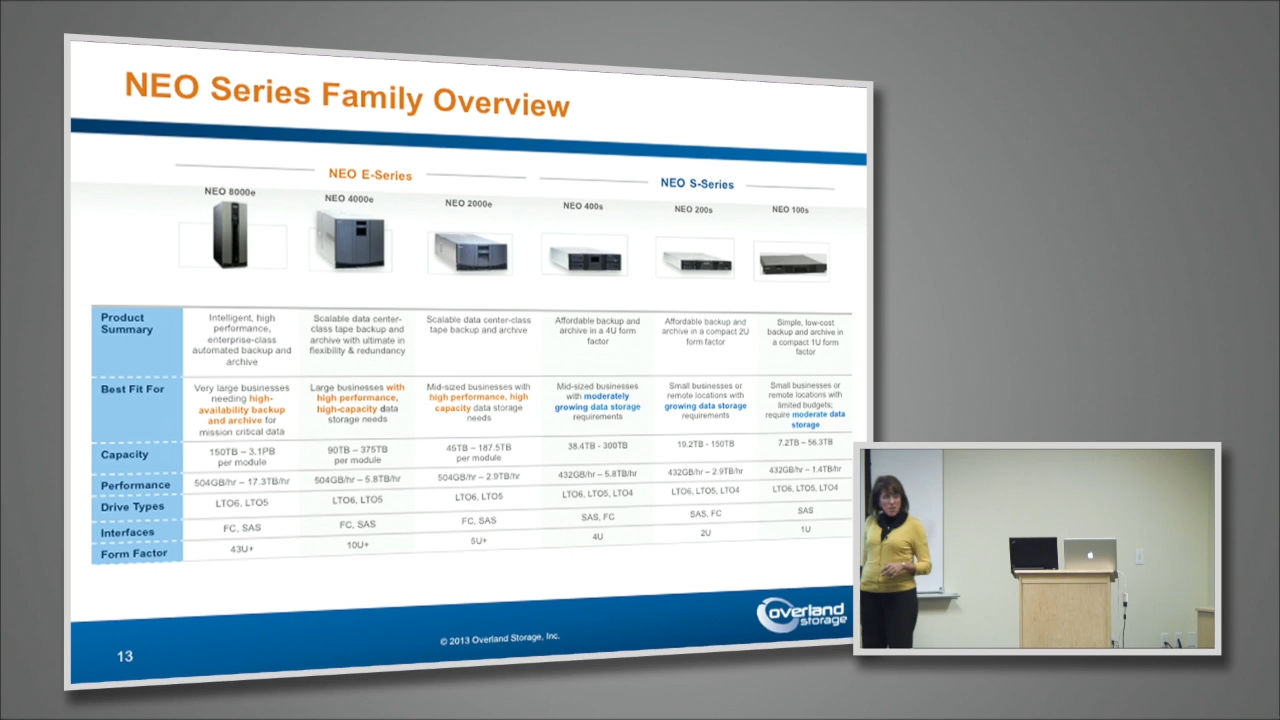 NEO Series Family Overview
NEO E-Series
NEO S-Series
NEO 8000e
NEO 4000e
NEO 2000e
NEO 400s
NEO 200s
NEO 100s
Product
Summary
Intelligent, high
performance,
enterprise-class
automated backup and
archive
Scalable data center-
class tape backup and
archive with ultimate in
flexibility & redundancy
Scalable data center-class
tape backup and archive
Affordable backup and
archive in a 4U form
factor
Affordable backup and
archive in a compact 2U
form factor
Simple, low-cost
backup and archive in
a compact 1U form
factor
Best Fit For
Very large businesses
needing high-
availability backup
and archive for
mission critical data
Large businesses with
high performance,
high-capacity data
storage needs
Mid-sized businesses with
high performance, high
capacity data storage
needs
Mid-sized businesses
with moderately
growing data storage
requirements
Small businesses or
remote locations with
growing data storage
requirements
Small businesses or
remote locations with
limited budgets;
require moderate data
storage
Capacity
150TB – 3.1PB
per module
90TB – 375TB
per module
45TB – 187.5TB
per module
38.4TB - 300TB
19.2TB - 150TB
7.2TB – 56.3TB
Performance
504GB/hr – 17.3TB/hr
504GB/hr – 5.8TB/hr
504GB/hr – 2.9TB/hr
432GB/hr – 5.8TB/hr
432GB/hr – 2.9TB/hr
432GB/hr – 1.4TB/hr
Drive Types
LTO6, LTO5
LTO6, LTO5
LTO6, LTO5
LTO6, LTO5, LTO4
LTO6, LTO5, LTO4
LTO6, LTO5, LTO4
Interfaces
FC, SAS
FC, SAS
FC, SAS
SAS, FC
SAS, FC
SAS
Form Factor
43U+
10U+
5U+
4U
2U
1U
13
© 2013 Overland Storage, Inc.
overland
storage